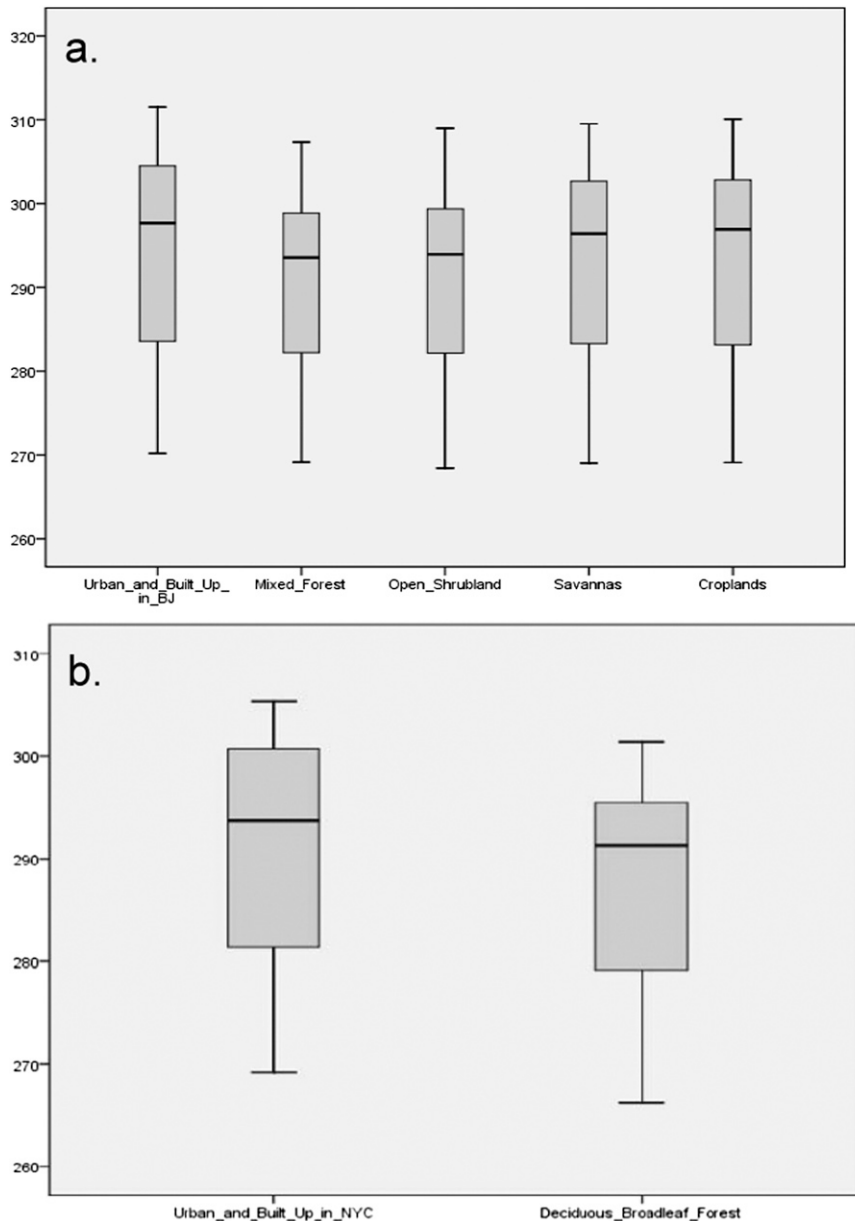 a.
320
310
300
290
280
270
260
Urban_and_Built_Up_ Mixed_Forest Open_Shrubland Savannas Croplands
in_BJ
b.
310
300
290
280
270
260
Urban_and_Built_Up_in_NYC Deciduous_Broadleaf_Forest